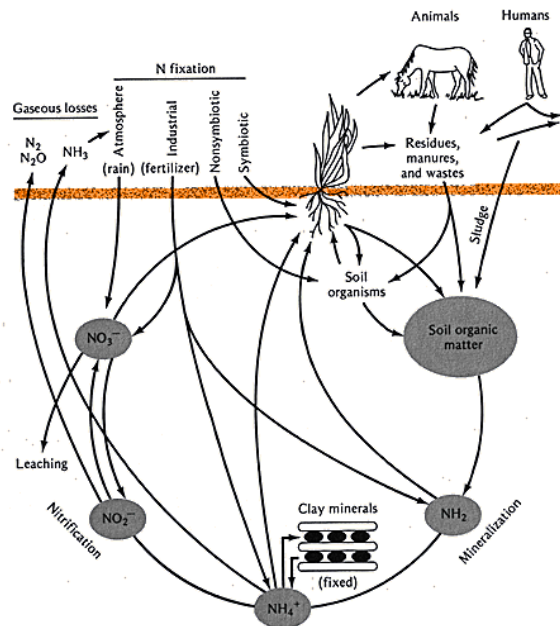 Animals
Humans
N fixation
Gaseous losses
N₂
N₂O
NH₃
Atmosphere
(rain)
Industrial
(fertilizer)
Nonsymbiotic
Symbiotic
Residues,
manures,
and wastes
Sludge
Soil
organisms
Soil organic
matter
NO₃⁻
Leaching
NO₂⁻
Nitrification
Clay minerals
(fixed)
NH₂
Mineralization
NH₄⁺